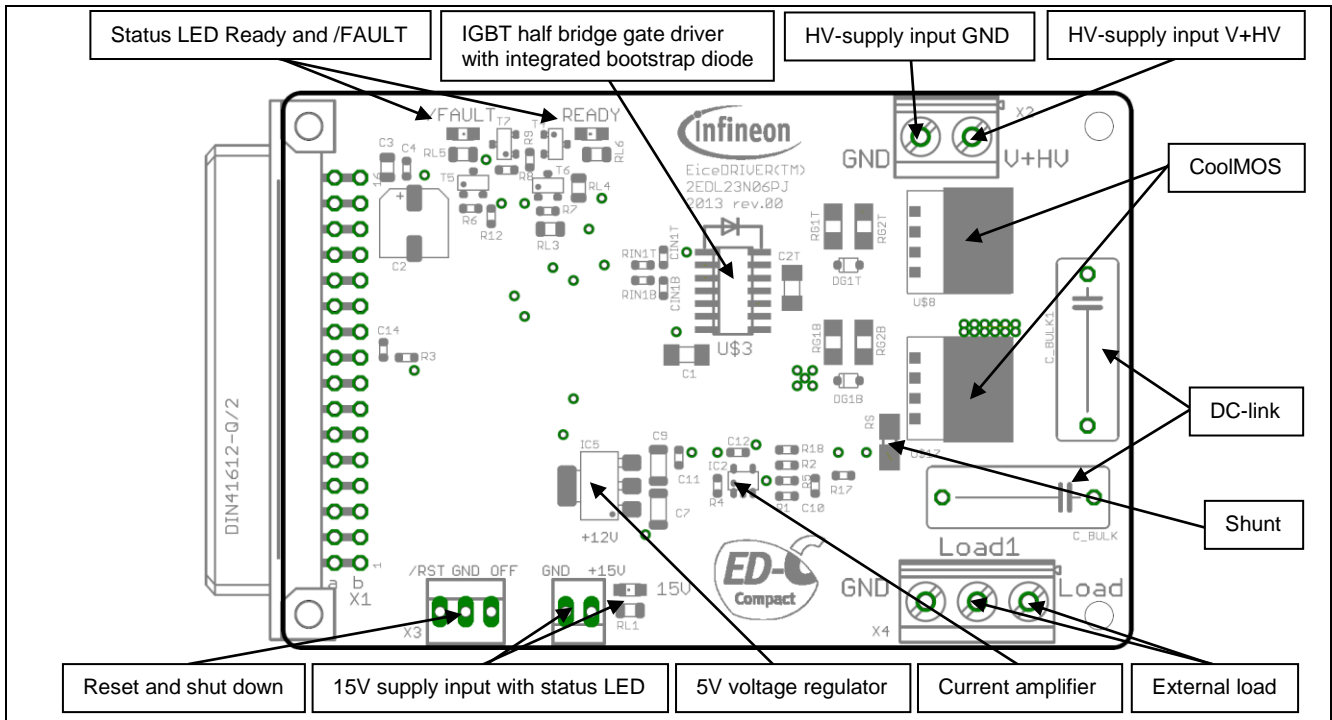 Status LED Ready and /FAULT
IGBT half bridge gate driver
with integrated bootstrap diode
HV-supply input GND
HV-supply input V+HV
/FAULT
T7
READY
X2
infineon
GND
V+HV
CoolMOS
C3
C4
RL5
R9
RL6
EiceDRIVER(TM)
2EDL23N06PJ
2013 rev.00
16
T5
R8
T6
RL4
+
R6
R12
R7
RL3
C2
RIN1T
CIN1T
RIN1B
CIN1B
C2T
RG1T
RG2T
DG1T
U$8
C_BULK1
C14
R3
U$3
C1
RG1B
RG2B
DG1B
DC-link
RS
U$17
DIN41612-Q/2
IC5
C9
C11
C7
+12V
C12
IC2
R4
R18
R2
R5
R1
C10
R17
Shunt
C_BULK
1
a b
X1
/RST GND OFF
X3
GND +15V
15V
RL1
ED-C
Compact
Load1
GND
Load
X4
Reset and shut down
15V supply input with status LED
5V voltage regulator
Current amplifier
External load